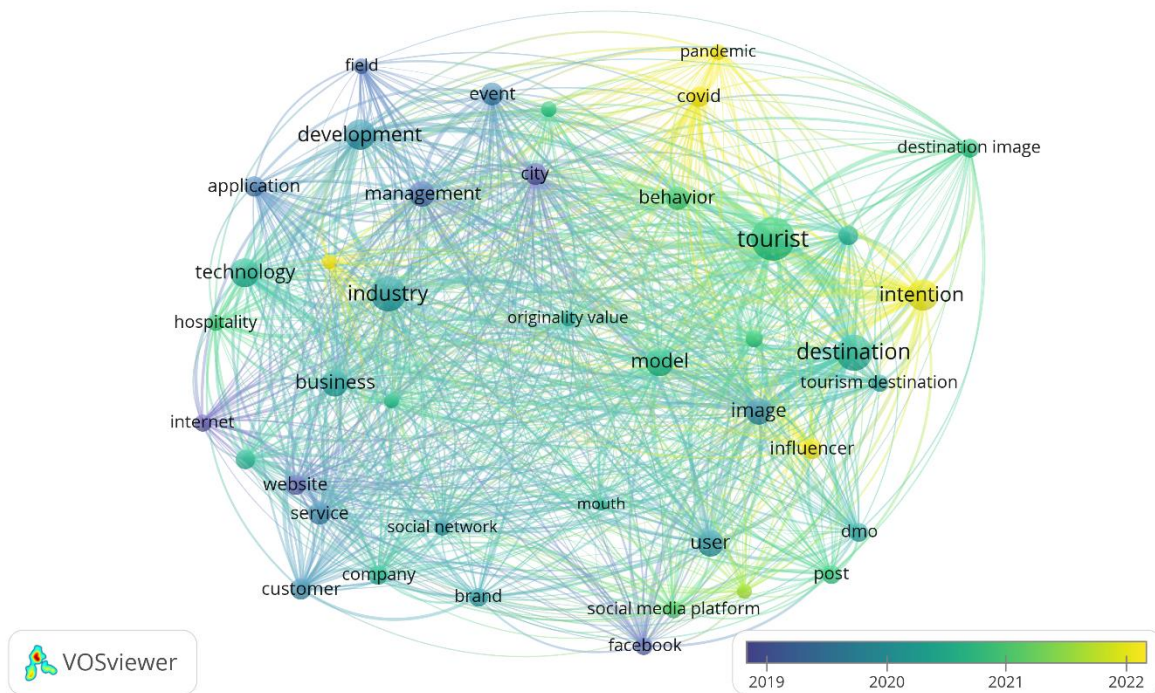 pandemic
field
event
covid
development
destination image
city
application
management
behavior
tourist
technology
industry
intention
originality value
hospitality
destination
model
business
tourism destination
image
internet
influencer
website
mouth
service
social network
dmo
user
company
post
customer
brand
social media platform
facebook
VOSviewer
2019 2020 2021 2022